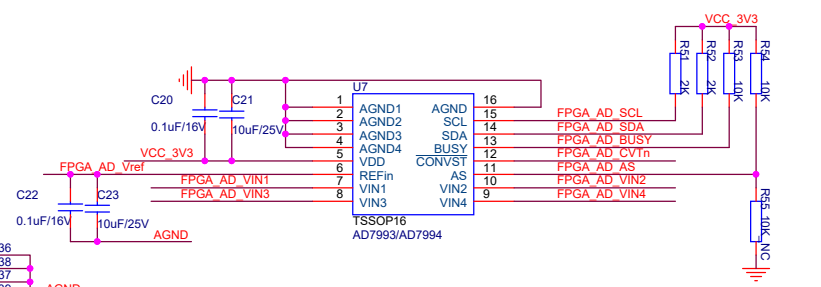 VCC_3V3
R51
2K
R52
2K
R53
10K
R54
10K
U7
C20
0.1uF/16V
C21
10uF/25V
1
AGND1
2
AGND2
3
AGND3
4
AGND4
VCC_3V3
5
VDD
FPGA_AD_Vref
6
REFin
FPGA_AD_VIN1
7
VIN1
FPGA_AD_VIN3
8
VIN3
AGND
16
SCL
15
FPGA_AD_SCL
SDA
14
FPGA_AD_SDA
BUSY
13
FPGA_AD_BUSY
CONVST
12
FPGA_AD_CVTn
AS
11
FPGA_AD_AS
VIN2
10
FPGA_AD_VIN2
VIN4
9
FPGA_AD_VIN4
C22
0.1uF/16V
C23
10uF/25V
AGND
TSSOP16
AD7993/AD7994
R55
10K_NC
36
38
37
AGND